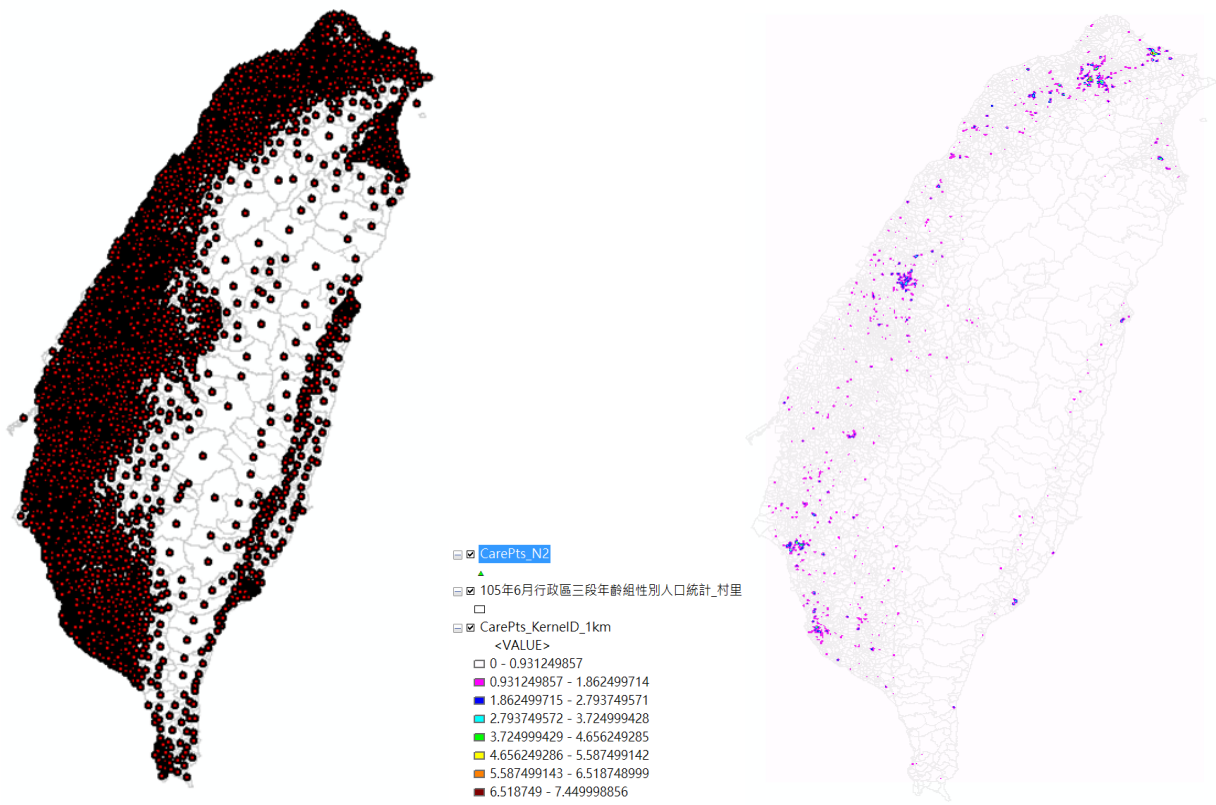 CarePts_N2
105年6月行政區三段年齡組性別人口統計_村里
CarePts_KernelD_1km
<VALUE>
0 - 0.931249857
0.931249857 - 1.862499714
1.862499715 - 2.793749571
2.793749572 - 3.724999428
3.724999429 - 4.656249285
4.656249286 - 5.587499142
5.587499143 - 6.518748999
6.518749 - 7.449998856